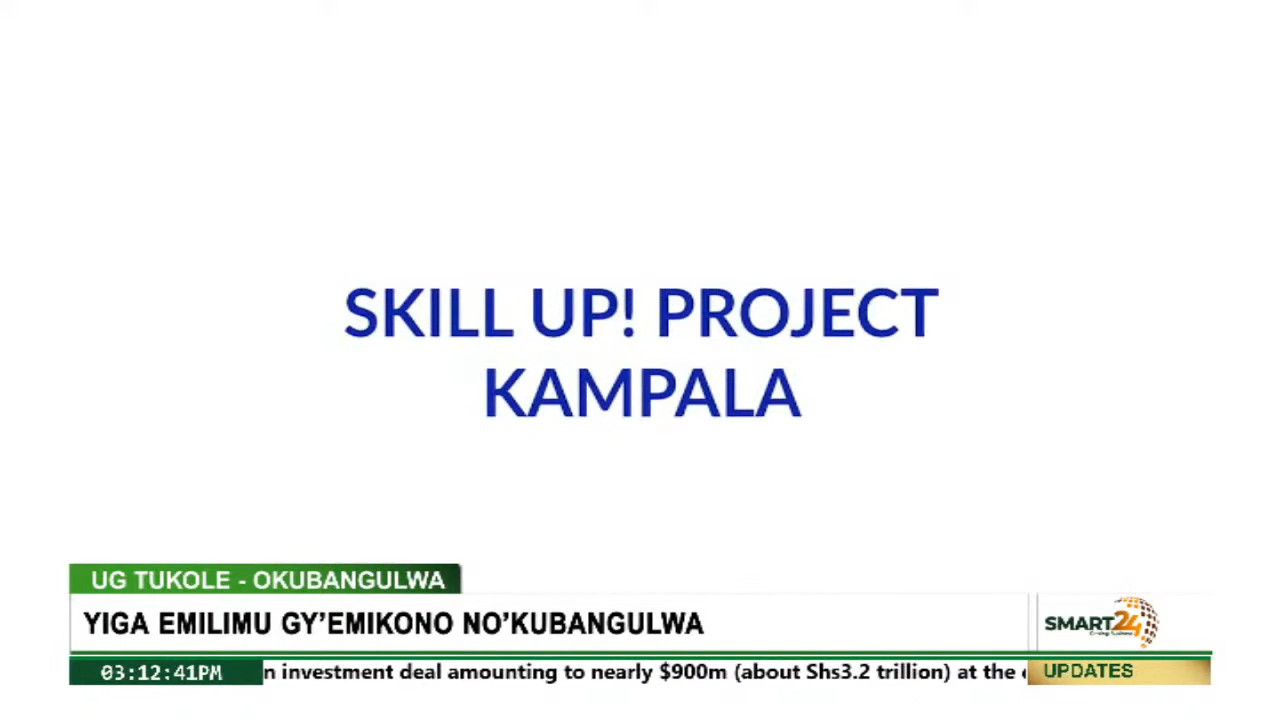 SKILL UP! PROJECT
KAMPALA
UG TUKOLE - OKUBANGULWA
YIGA EMILIMU GY’EMIKONO NO’KUBANGULWA
SMART24
03:12:41PM
n investment deal amounting to nearly $900m (about Shs3.2 trillion) at the
UPDATES